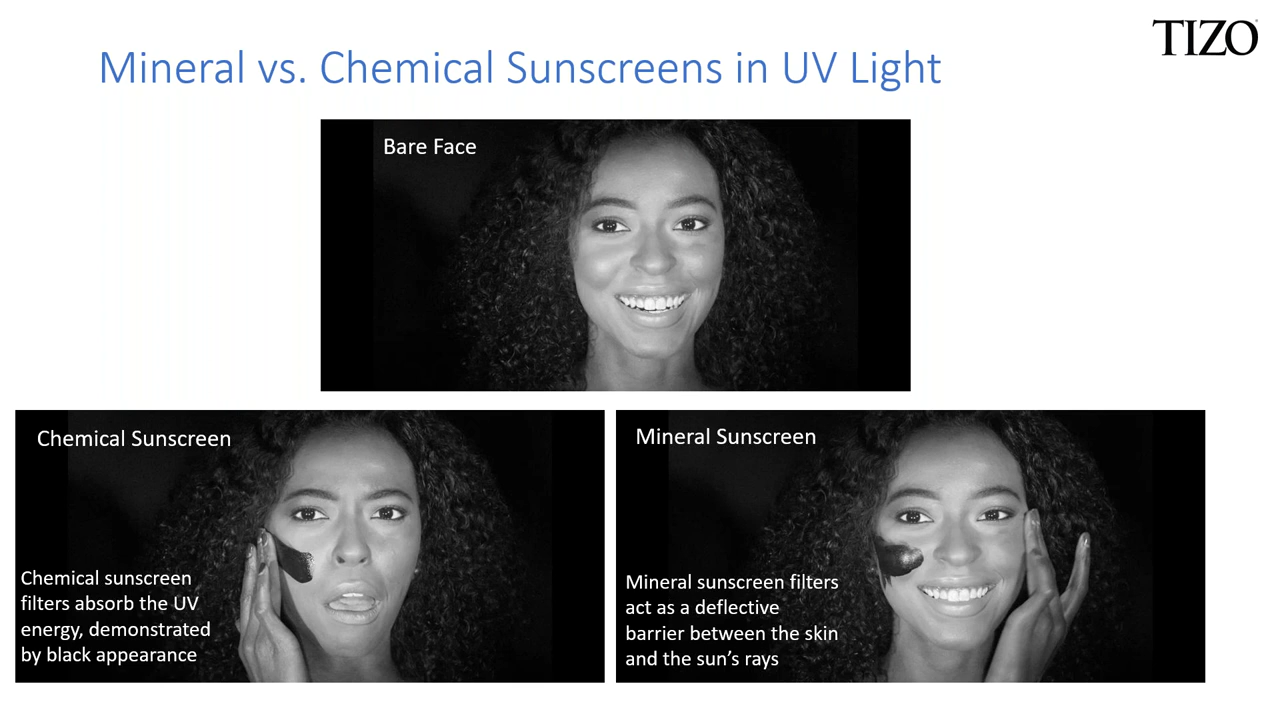 TIZO
Mineral vs. Chemical Sunscreens in UV Light
Bare Face
Chemical Sunscreen
Chemical sunscreen
filters absorb the UV
energy, demonstrated
by black appearance
Mineral Sunscreen
Mineral sunscreen filters
act as a deflective
barrier between the skin
and the sun’s rays